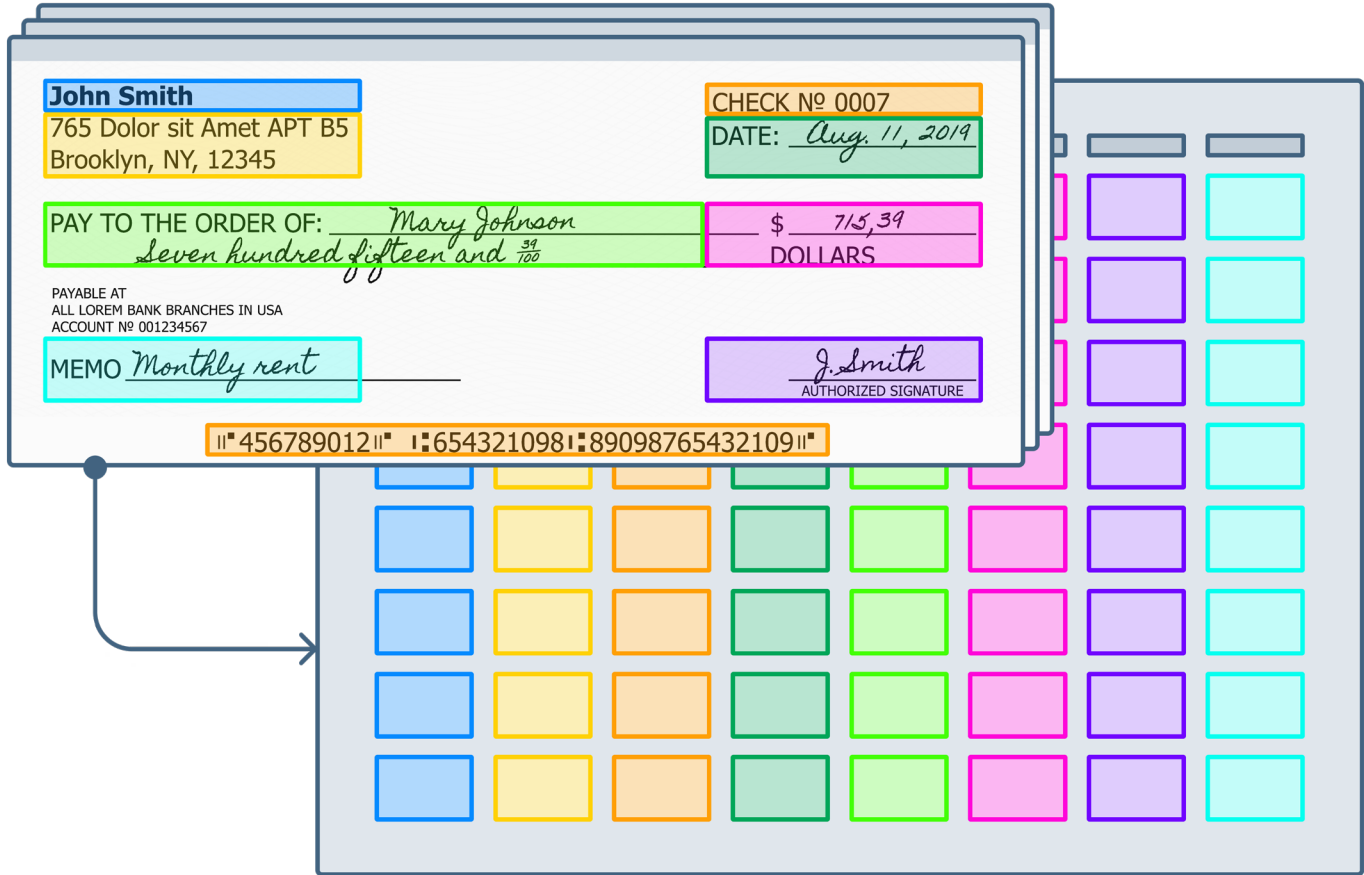 John Smith
CHECK № 0007
765 Dolor sit Amet APT B5
Brooklyn, NY, 12345
DATE: Aug. 11, 2019
PAY TO THE ORDER OF: Mary Johnson $ 715,39
Seven hundred fifteen and 39/100 DOLLARS
PAYABLE AT
ALL LOREM BANK BRANCHES IN USA
ACCOUNT № 001234567
MEMO Monthly rent
J. Smith
AUTHORIZED SIGNATURE
⑈456789012⑈ ⑆654321098⑆89098765432109⑈